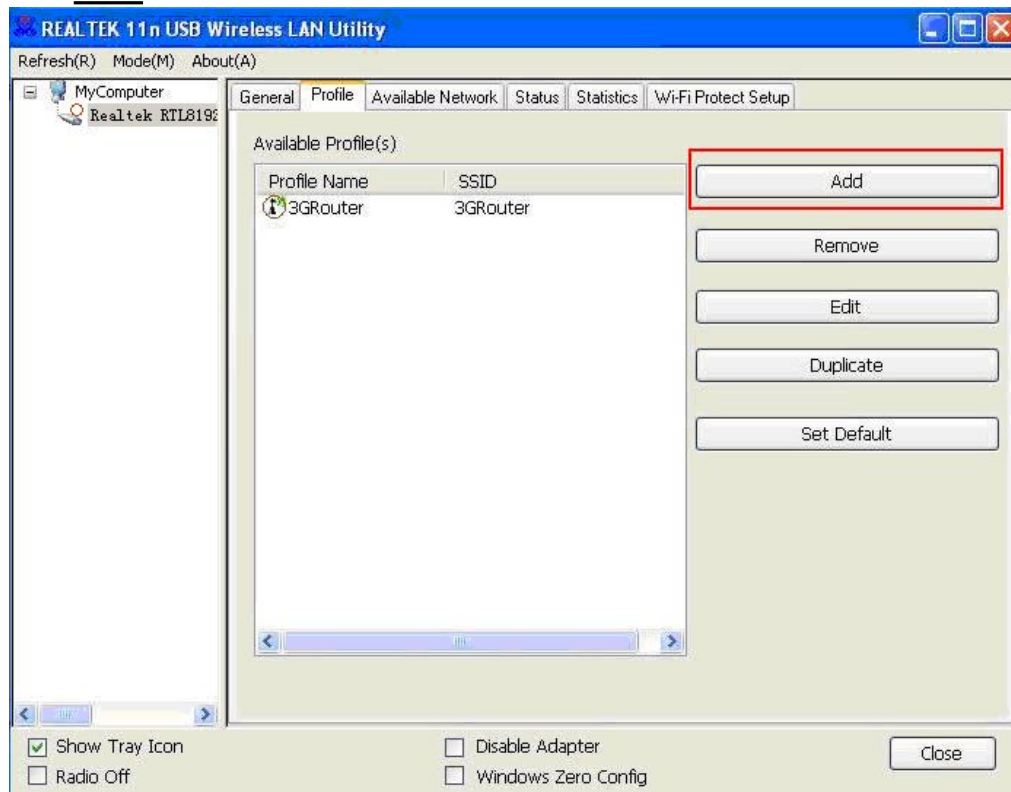 REALTEK 11n USB Wireless LAN Utility
Refresh(R) Mode(M) About(A)
MyComputer
Realtek RTL8192
General Profile Available Network Status Statistics Wi-Fi Protect Setup
Available Profile(s)
Profile Name SSID
3GRouter 3GRouter
Add
Remove
Edit
Duplicate
Set Default
Show Tray Icon
Radio Off
Disable Adapter
Windows Zero Config
Close